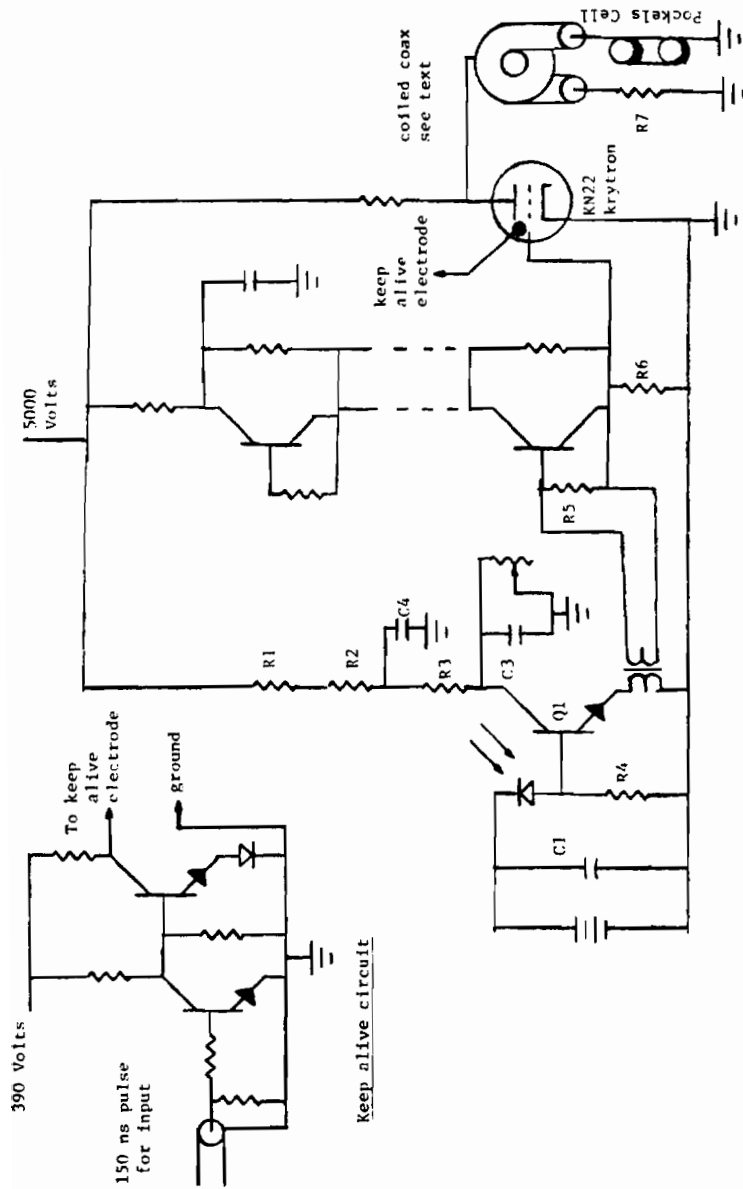 390 Volts
150 ns pulse
for input
To keep
alive
electrode
ground
Keep alive circuit
5000
Volts
R1
R2
C4
R3
C3
Q1
R4
C1
R5
R6
keep
alive
electrode
KN22
krytron
coiled coax
see text
R7
Pockels Cell